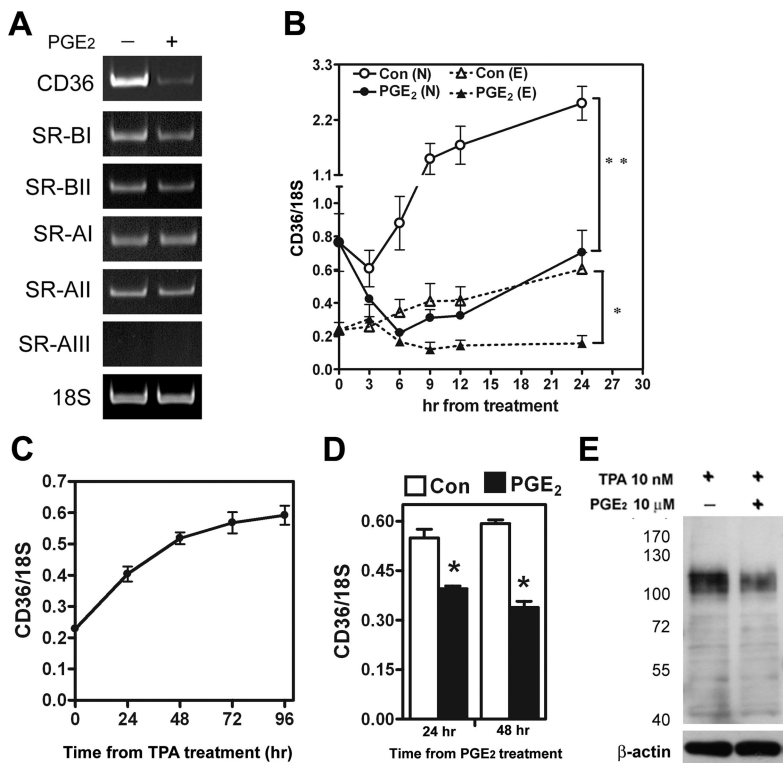 A
PGE2 – +
CD36
SR-BI
SR-BII
SR-AI
SR-AII
SR-AIII
18S
B
Con (N) Con (E)
PGE2 (N) PGE2 (E)
3.3
2.2
1.1
1.0
0.8
0.6
0.4
0.2
0.0
CD36/18S
* *
*
0 3 6 9 12 15 18 21 24 27 30
hr from treatment
C
0.7
0.6
0.5
0.4
0.3
0.2
0.1
0.0
CD36/18S
0 24 48 72 96
Time from TPA treatment (hr)
D
Con PGE2
0.60
0.45
0.30
0.15
0.00
CD36/18S
* *
24 hr 48 hr
Time from PGE2 treatment
E
TPA 10 nM + +
PGE2 10 μM – +
170
130
100
72
55
40
β-actin